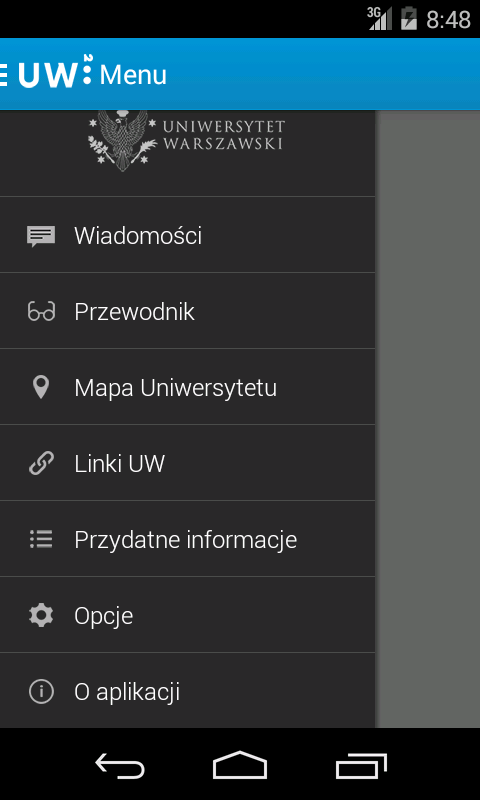 3G
8:48
UW Menu
UNIWERSYTET
WARSZAWSKI
Wiadomości
Przewodnik
Mapa Uniwersytetu
Linki UW
Przydatne informacje
Opcje
O aplikacji